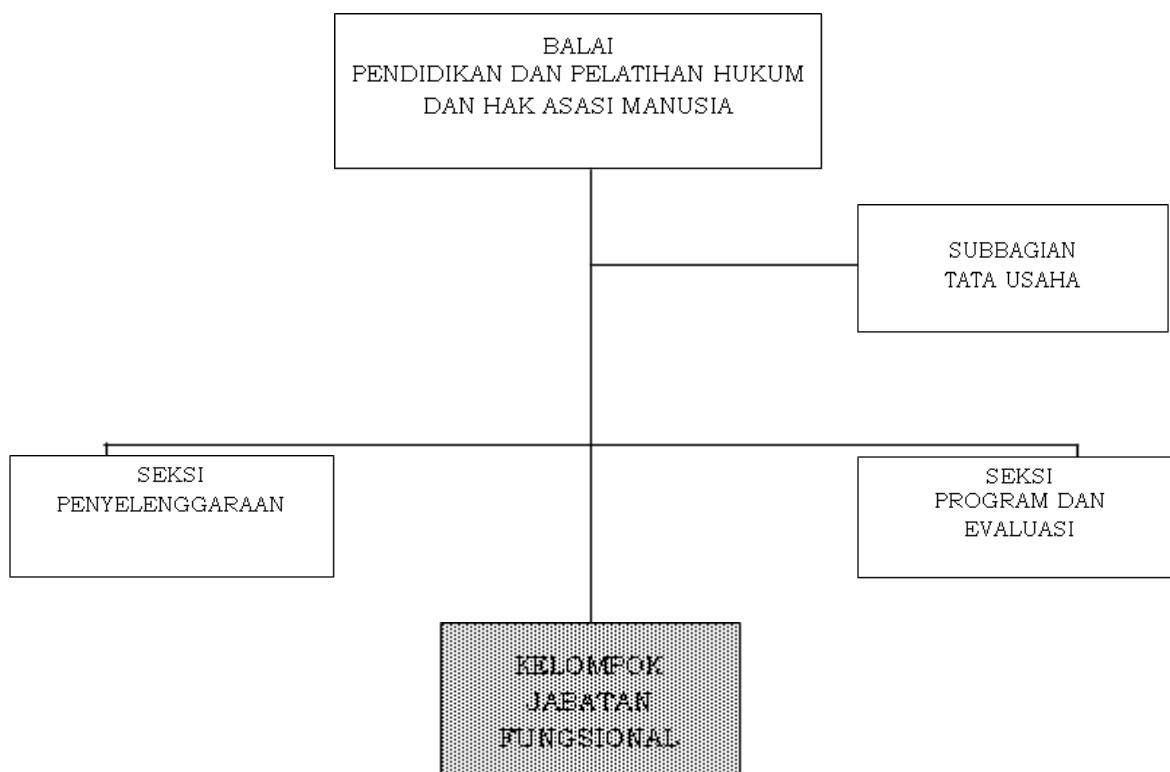 BALAI
PENDIDIKAN DAN PELATIHAN HUKUM
DAN HAK ASASI MANUSIA
SUBBAGIAN
TATA USAHA
SEKSI
PENYELENGGARAAN
SEKSI
PROGRAM DAN
EVALUASI
KELOMPOK
JABATAN
FUNGSIONAL